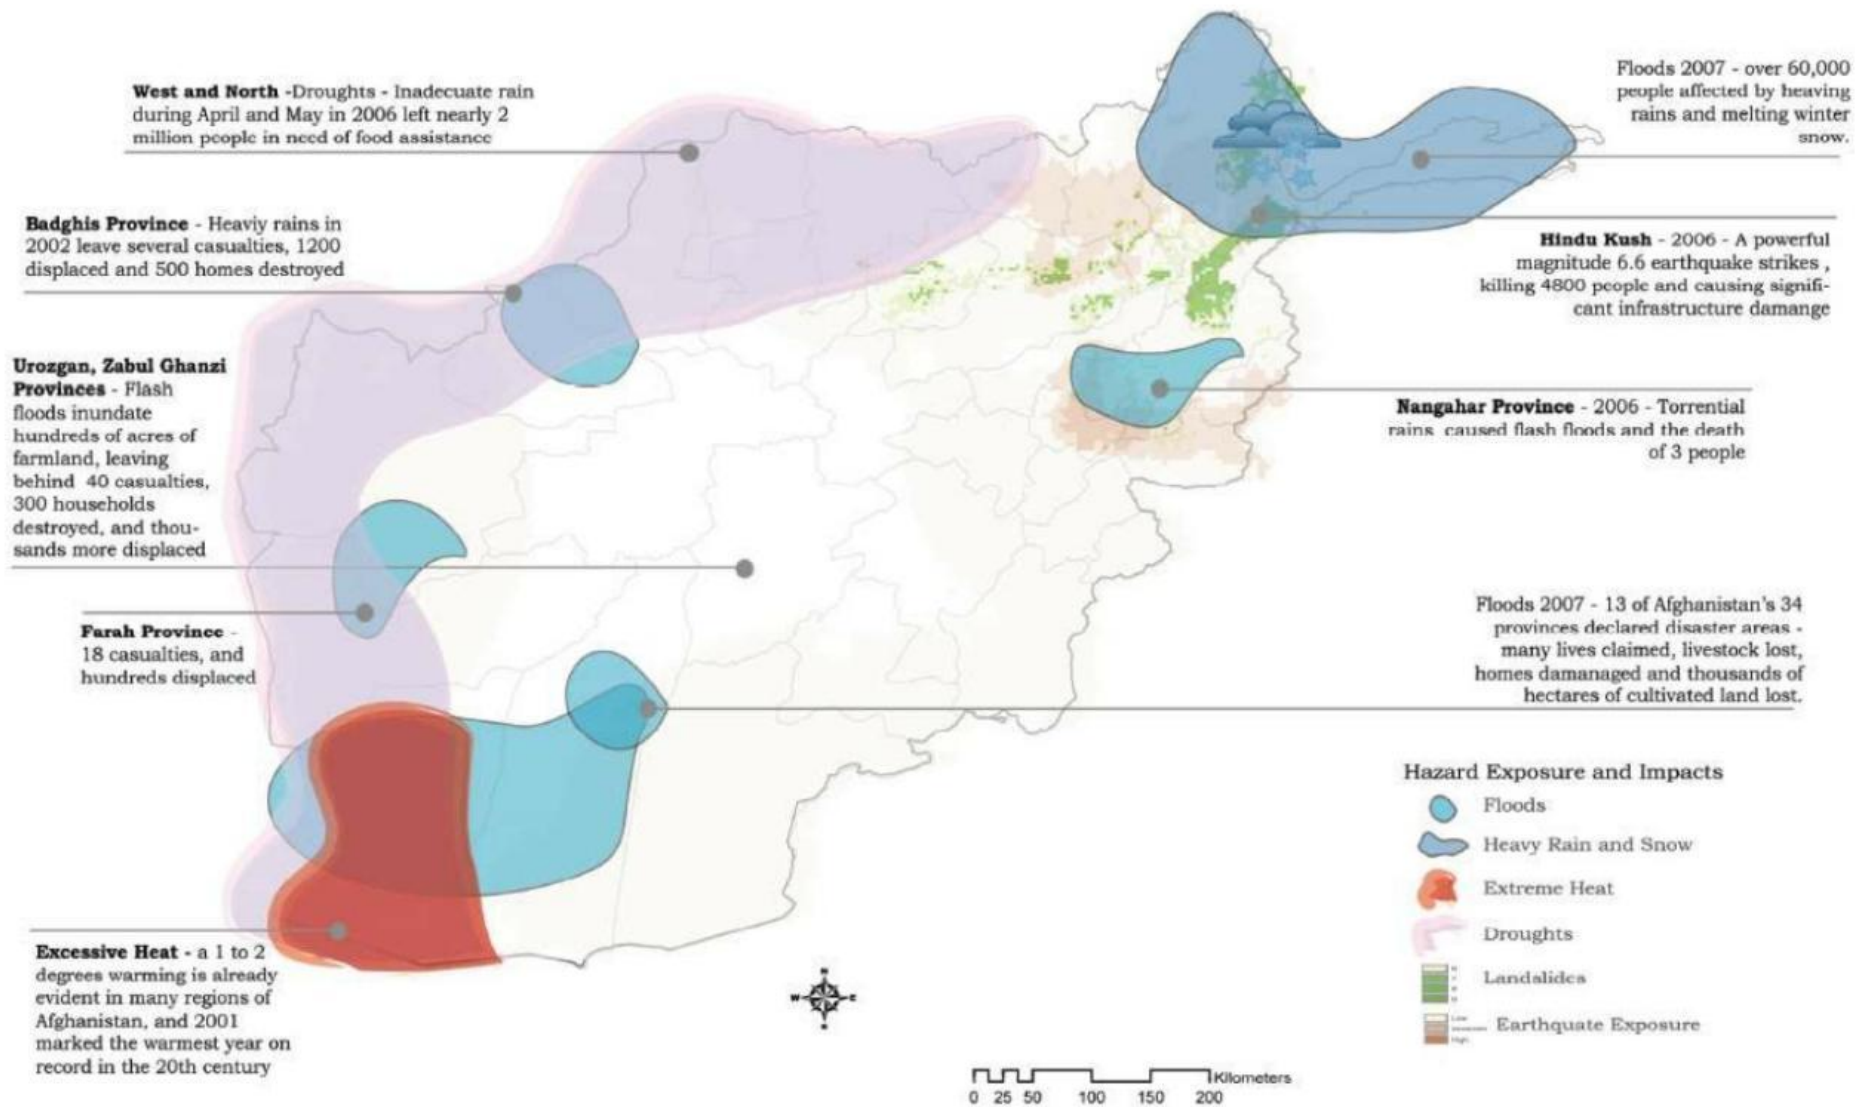 West and North -Droughts - Inadecuate rain
during April and May in 2006 left nearly 2
million people in need of food assistance
Floods 2007 - over 60,000
people affected by heaving
rains and melting winter
snow.
Badghis Province - Heaviy rains in
2002 leave several casualties, 1200
displaced and 500 homes destroyed
Hindu Kush - 2006 - A powerful
magnitude 6.6 earthquake strikes ,
killing 4800 people and causing signifi-
cant infrastructure damange
Urozgan, Zabul Ghanzi
Provinces - Flash
floods inundate
hundreds of acres of
farmland, leaving
behind 40 casualties,
300 households
destroyed, and thou-
sands more displaced
Nangahar Province - 2006 - Torrential
rains caused flash floods and the death
of 3 people
Farah Province -
18 casualties, and
hundreds displaced
Floods 2007 - 13 of Afghanistan's 34
provinces declared disaster areas -
many lives claimed, livestock lost,
homes damanaged and thousands of
hectares of cultivated land lost.
Hazard Exposure and Impacts
Floods
Heavy Rain and Snow
Extreme Heat
Droughts
Landslides
Low
High
Earthquate Exposure
Excessive Heat - a 1 to 2
degrees warming is already
evident in many regions of
Afghanistan, and 2001
marked the warmest year on
record in the 20th century
N
W E
S
Kilometers
0 25 50 100 150 200